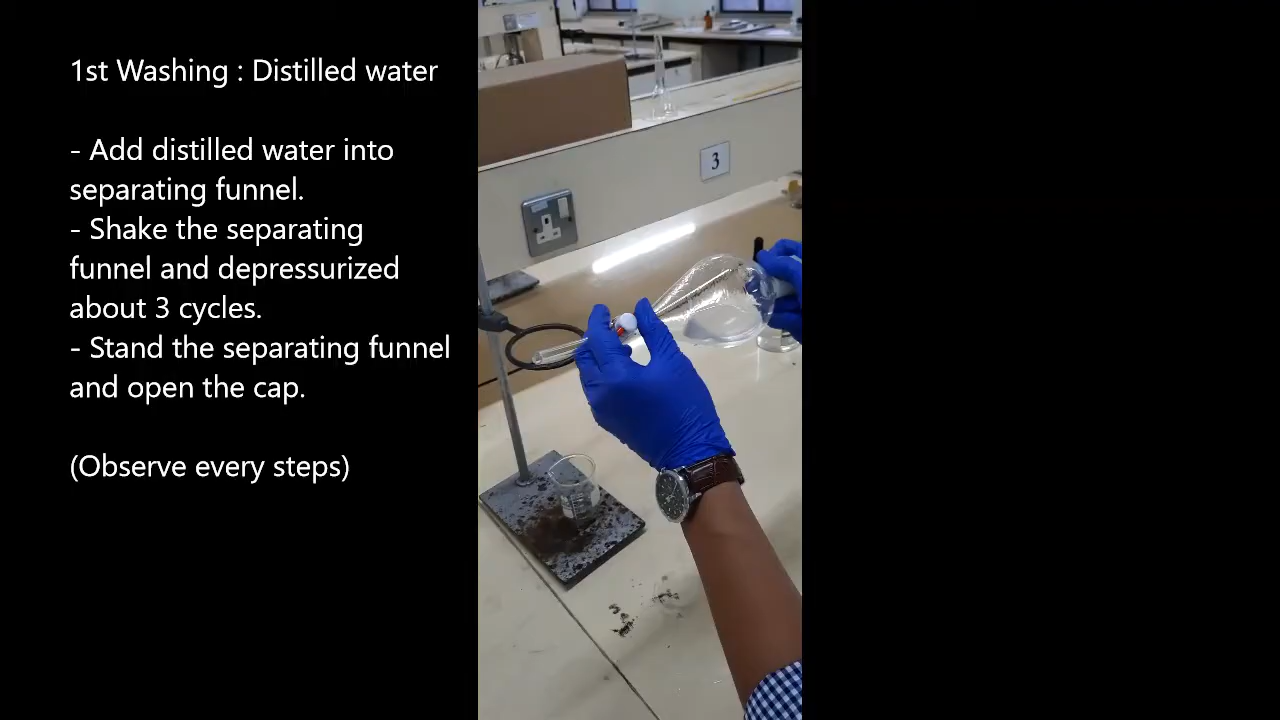 1st Washing : Distilled water
- Add distilled water into
separating funnel.
- Shake the separating
funnel and depressurized
about 3 cycles.
- Stand the separating funnel
and open the cap.
(Observe every steps)
3